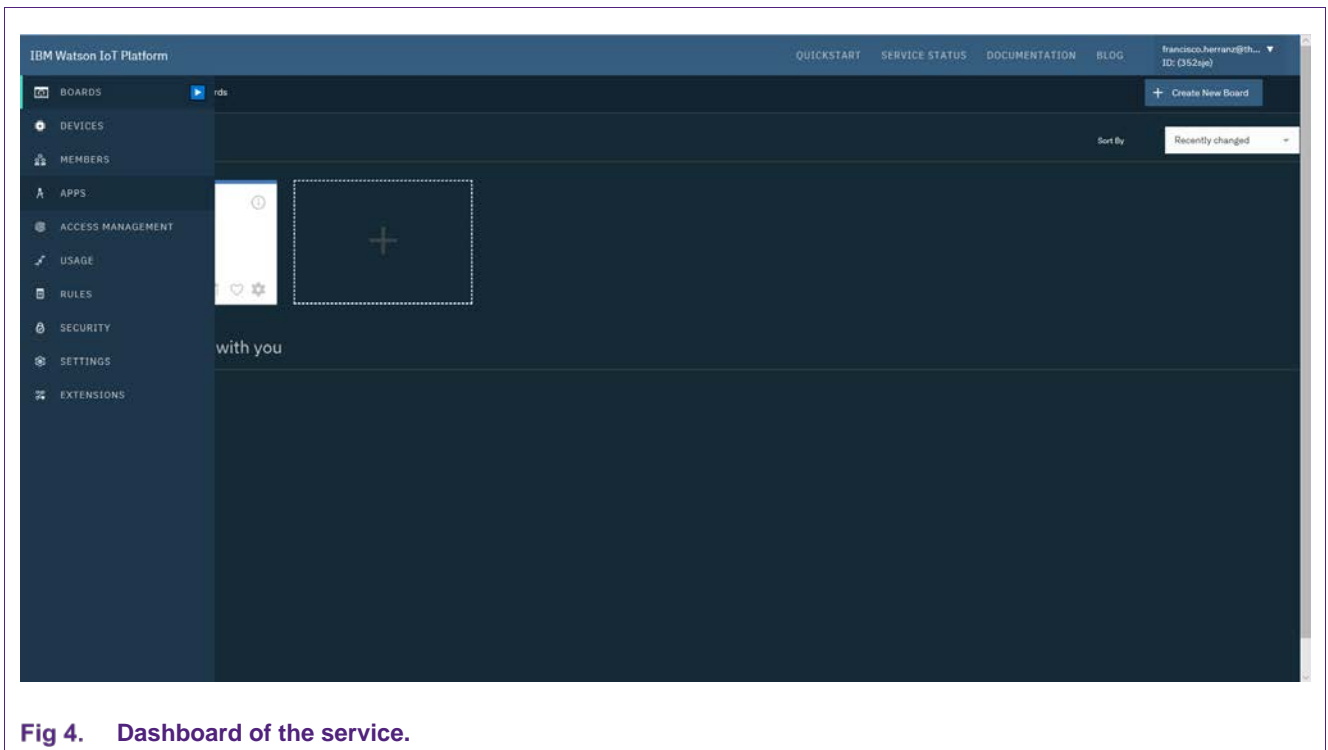 IBM Watson IoT Platform
QUICKSTART SERVICE STATUS DOCUMENTATION BLOG
francisco.herranz@th...
ID: (352sje)
BOARDS
rds
+ Create New Board
DEVICES
Sort By Recently changed
MEMBERS
APPS
ACCESS MANAGEMENT
USAGE
RULES
SECURITY
with you
SETTINGS
EXTENSIONS
Fig 4. Dashboard of the service.